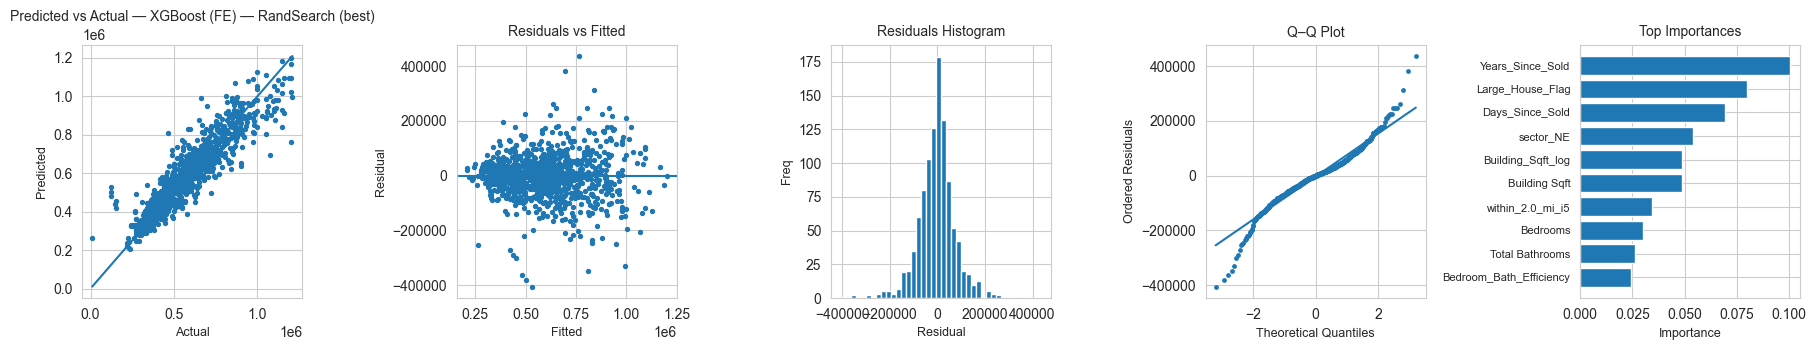 Predicted vs Actual — XGBoost (FE) — RandSearch (best)
1e6
1.2
1.0
0.8
0.6
0.4
0.2
0.0
Predicted
0.0
0.5
1.0
1e6
Actual
Residuals vs Fitted
400000
200000
0
−200000
−400000
Residual
0.25
0.50
0.75
1.00
1.25
1e6
Fitted
Residuals Histogram
175
150
125
100
75
50
25
0
Freq
−400000
−200000
0
200000
400000
Residual
Q–Q Plot
400000
200000
0
−200000
−400000
Ordered Residuals
−2
0
2
Theoretical Quantiles
Top Importances
Years_Since_Sold
Large_House_Flag
Days_Since_Sold
sector_NE
Building_Sqft_log
Building Sqft
within_2.0_mi_i5
Bedrooms
Total Bathrooms
Bedroom_Bath_Efficiency
0.000
0.025
0.050
0.075
0.100
Importance